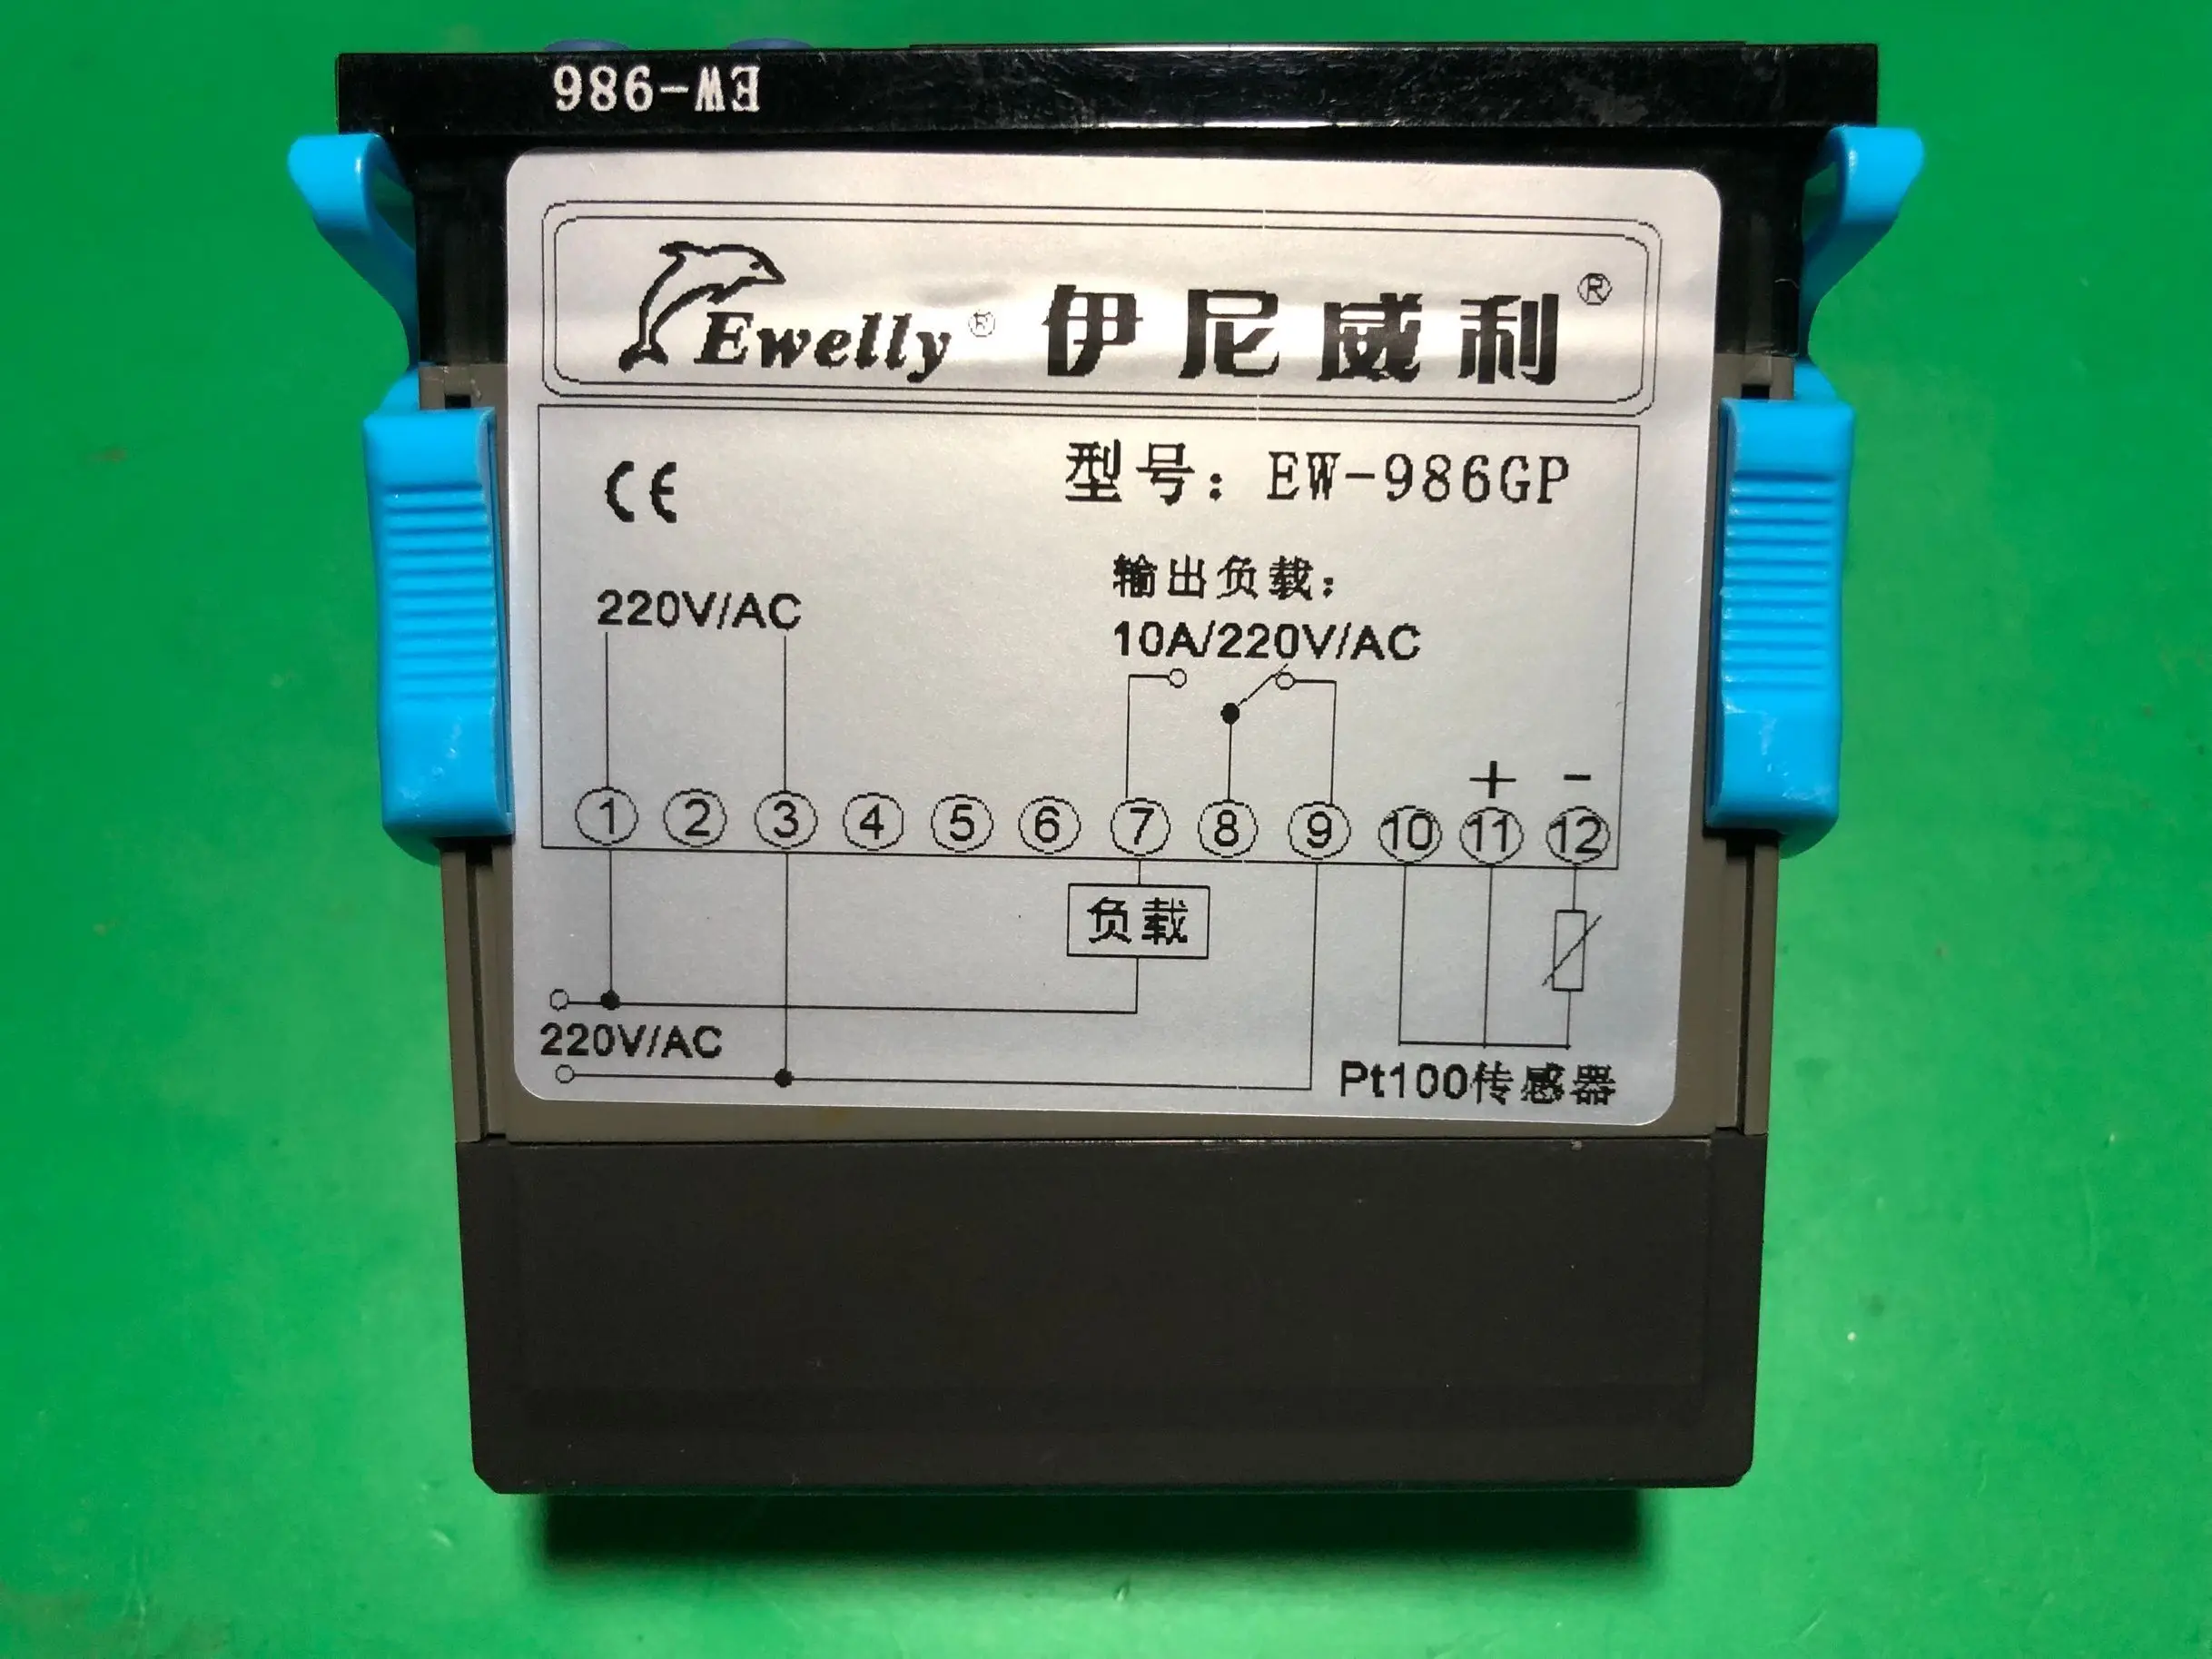 EW-986
Ewelly® 伊尼威利®
CE
型号：EW-986GP
输出负载：
220V/AC
10A/220V/AC
+ -
1 2 3 4 5 6 7 8 9 10 11 12
负载
220V/AC
Pt100传感器